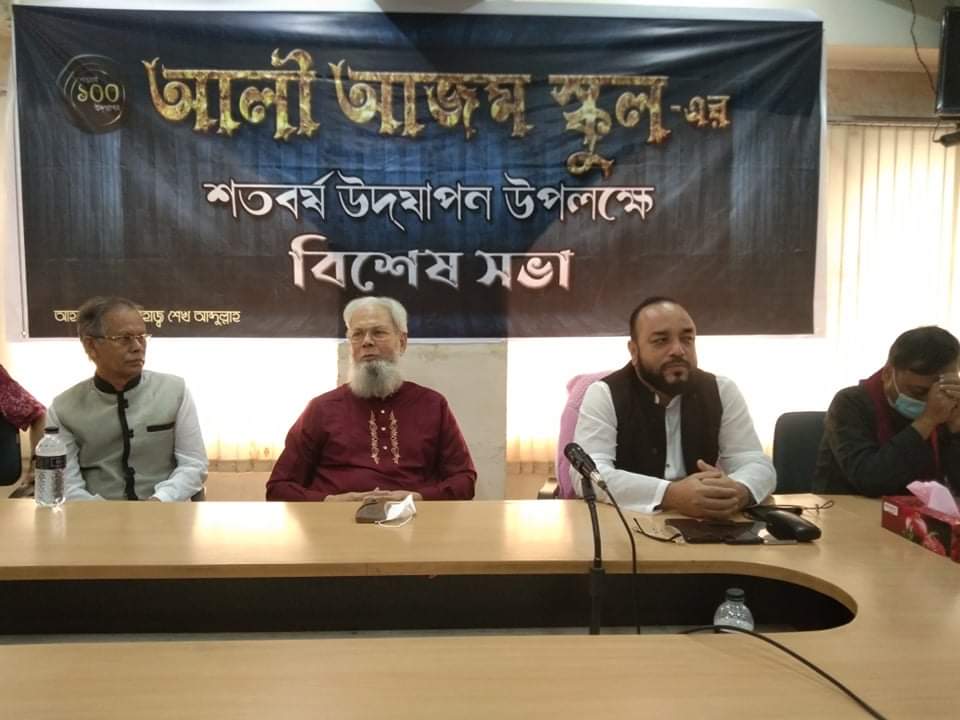 ১০০
আলী আজম স্কুল-এর
শতবর্ষ উদযাপন উপলক্ষে
বিশেষ সভা
শেখ আব্দুল্লাহ